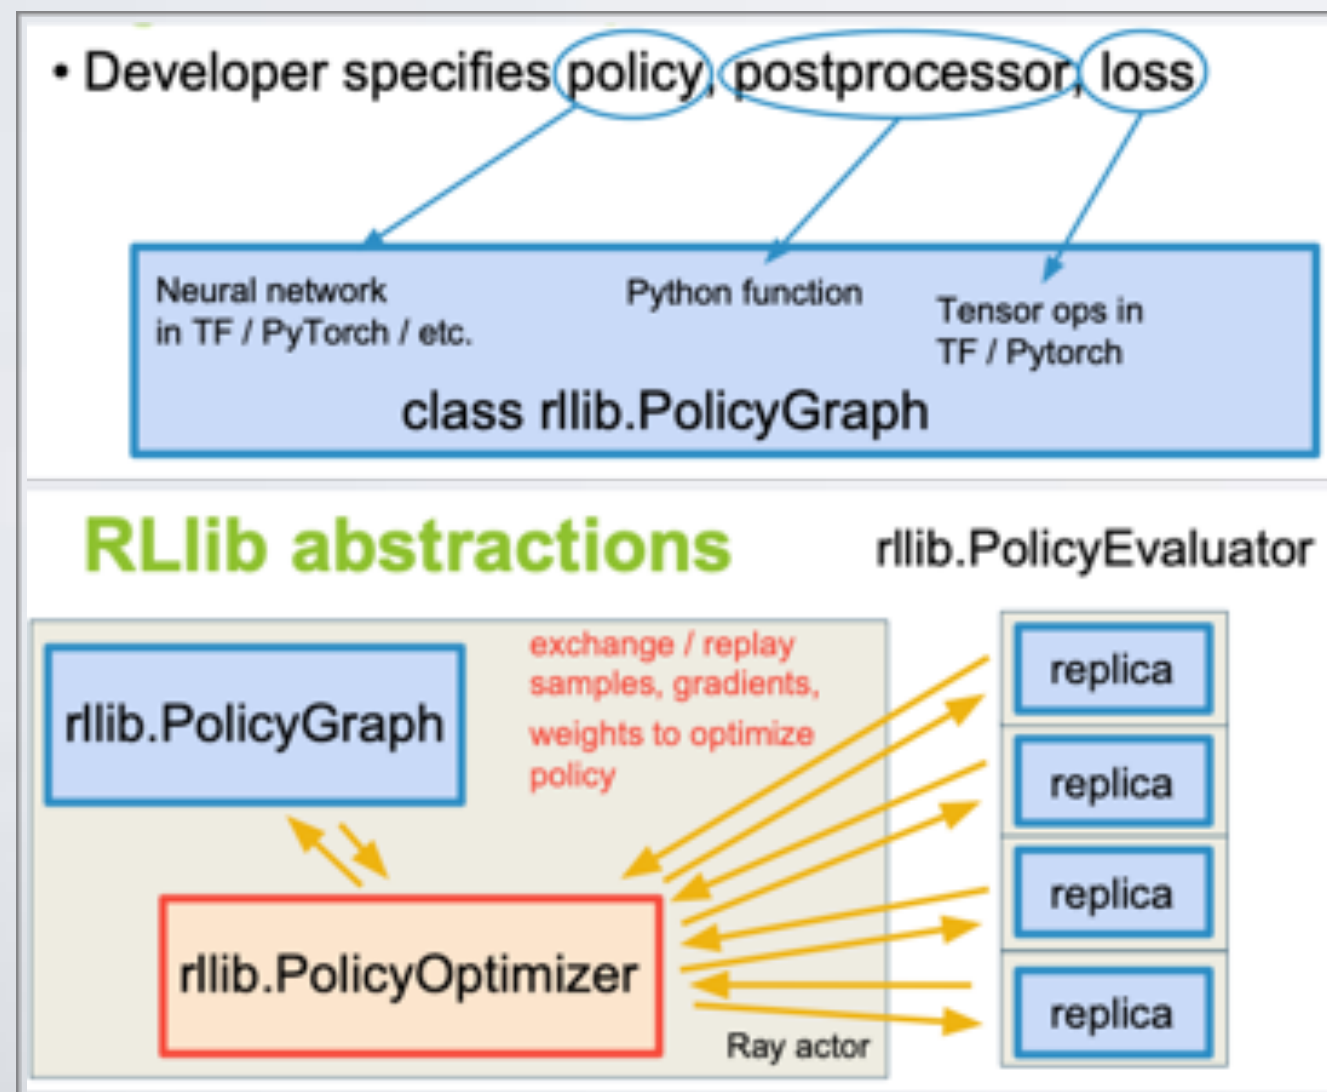 • Developer specifies policy, postprocessor, loss
Neural network
in TF / PyTorch / etc.
Python function
Tensor ops in
TF / Pytorch
class rllib.PolicyGraph
RLlib abstractions
rllib.PolicyEvaluator
rllib.PolicyGraph
exchange / replay
samples, gradients,
weights to optimize
policy
replica
replica
replica
replica
rllib.PolicyOptimizer
Ray actor